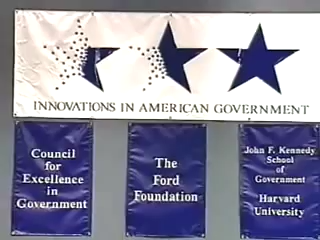 INNOVATIONS IN AMERICAN GOVERNMENT
Council
for
Excellence
in
Government
The
Ford
Foundation
John F. Kennedy
School
of
Government
Harvard
University